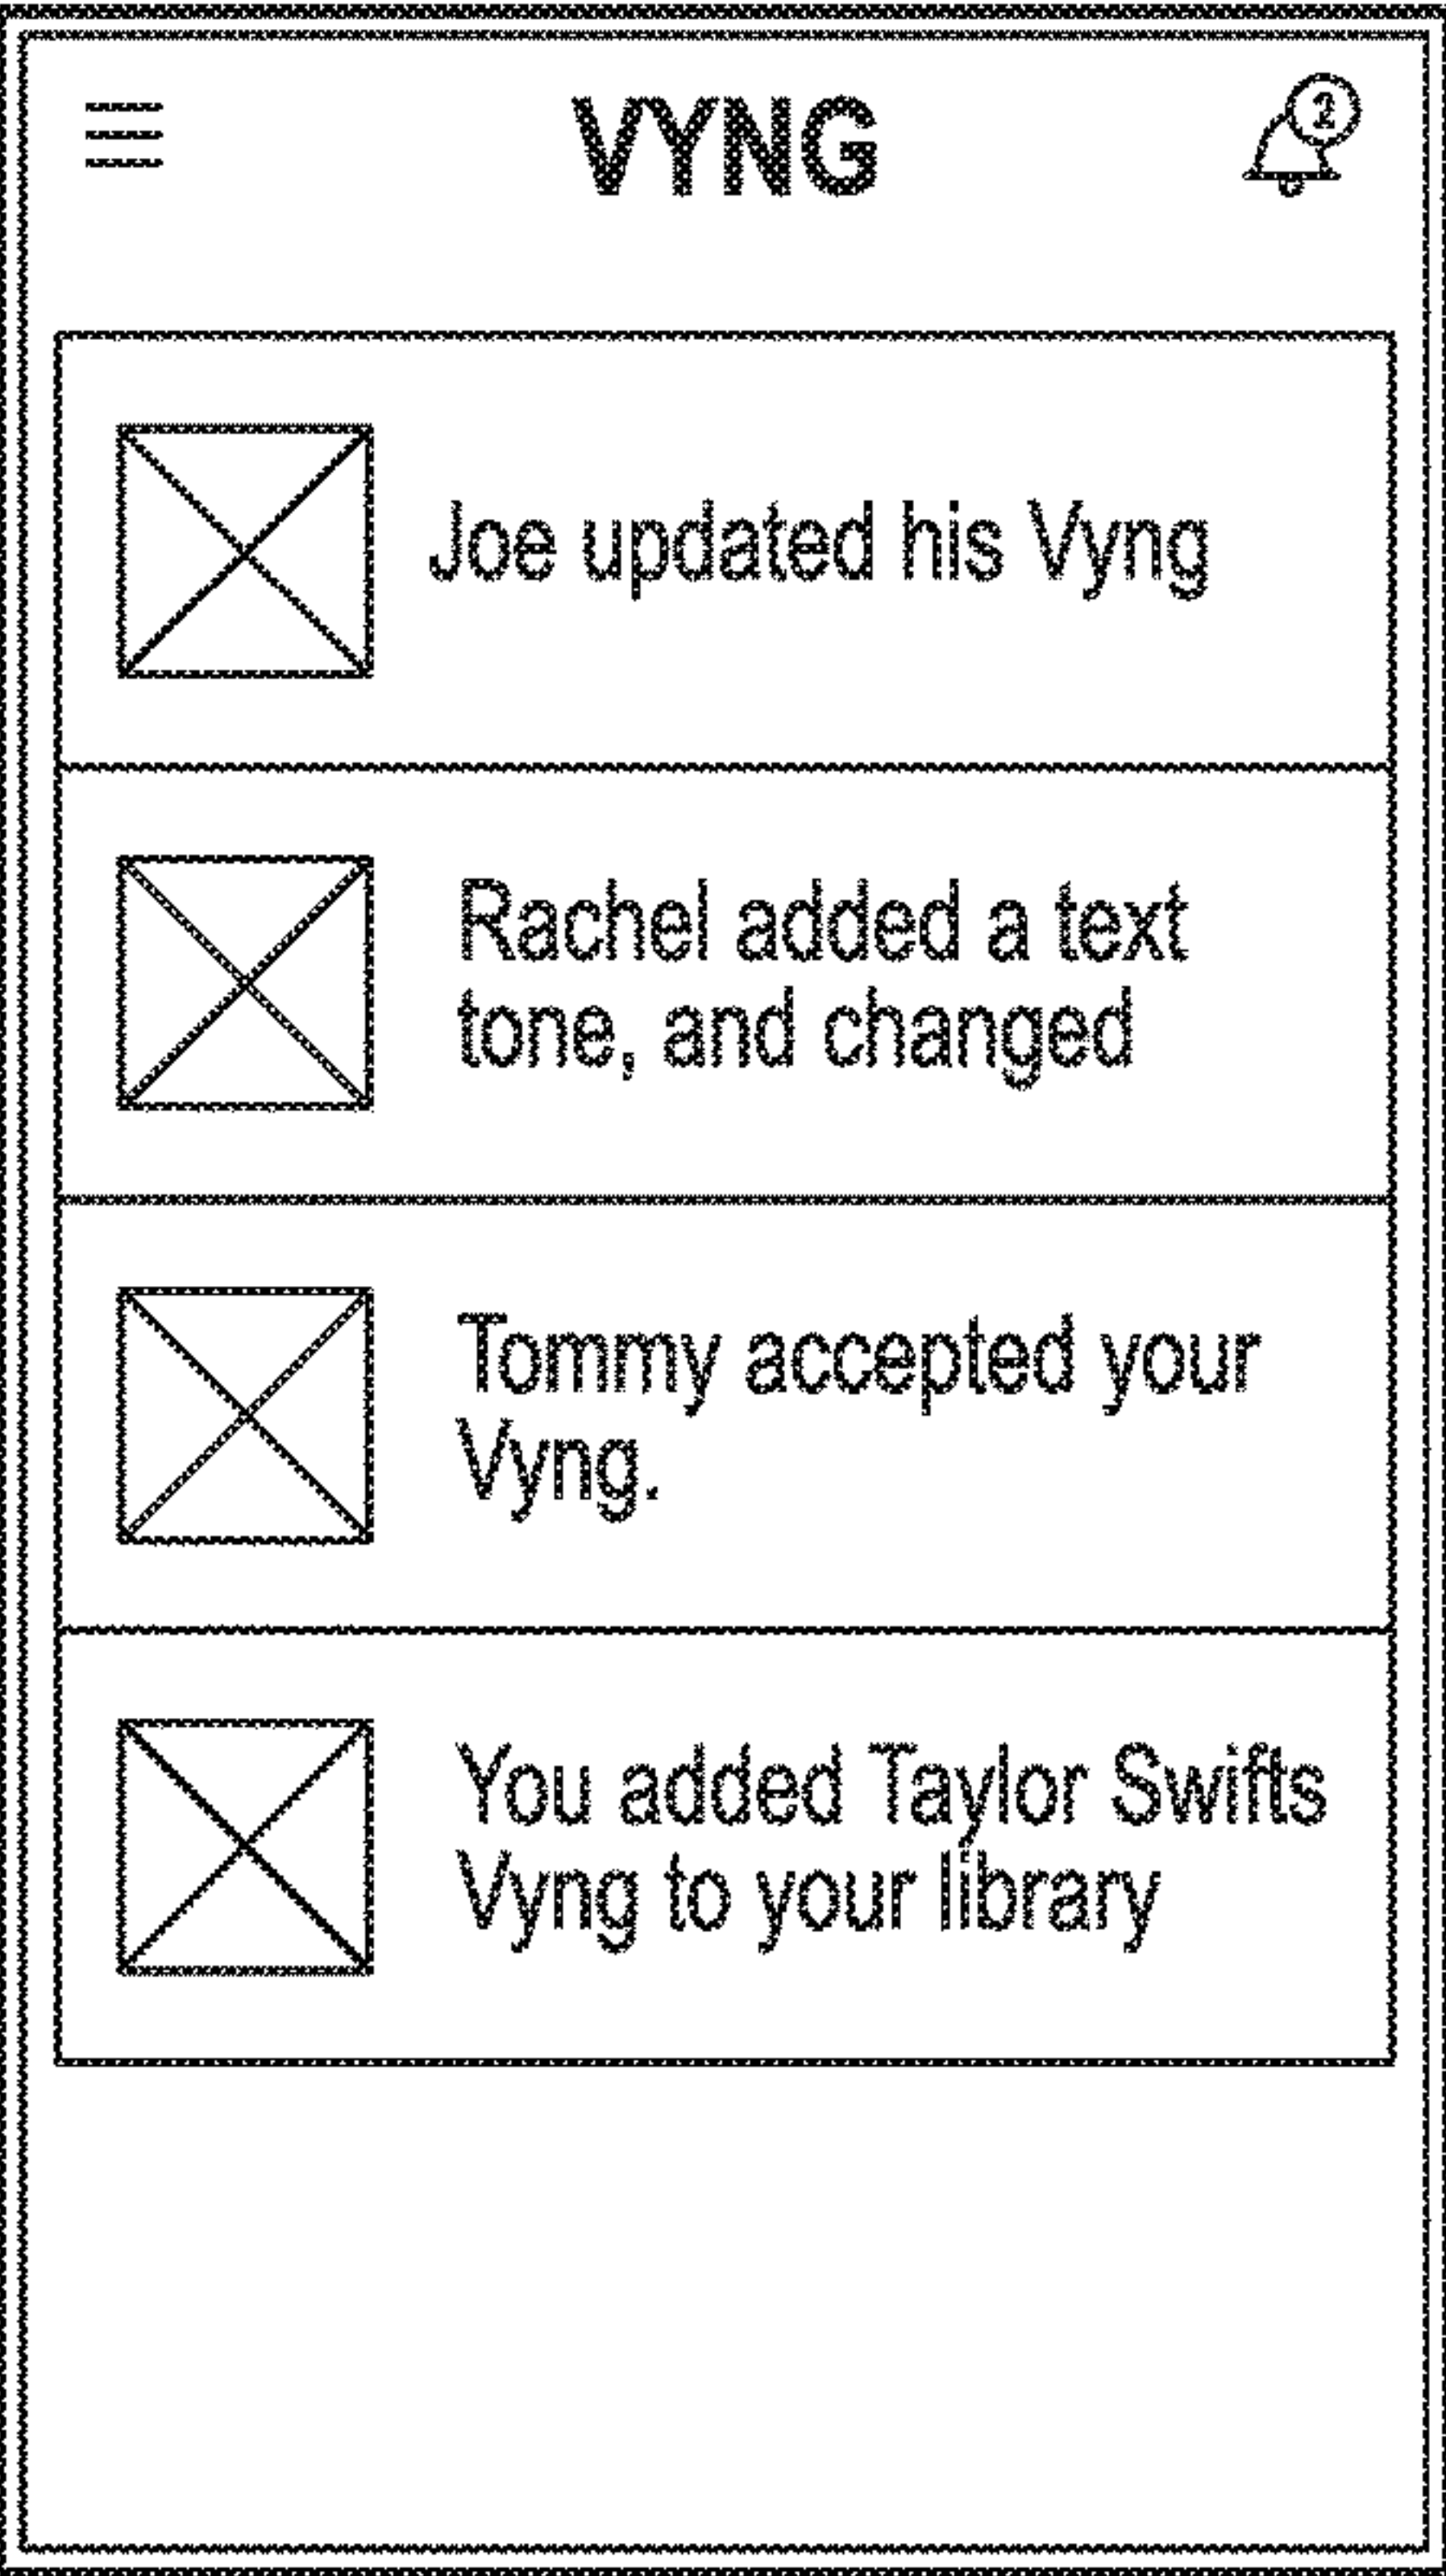 VYNG
2
Joe updated his Vyng
Rachel added a text
tone, and changed
Tommy accepted your
Vyng.
You added Taylor Swifts
Vyng to your library